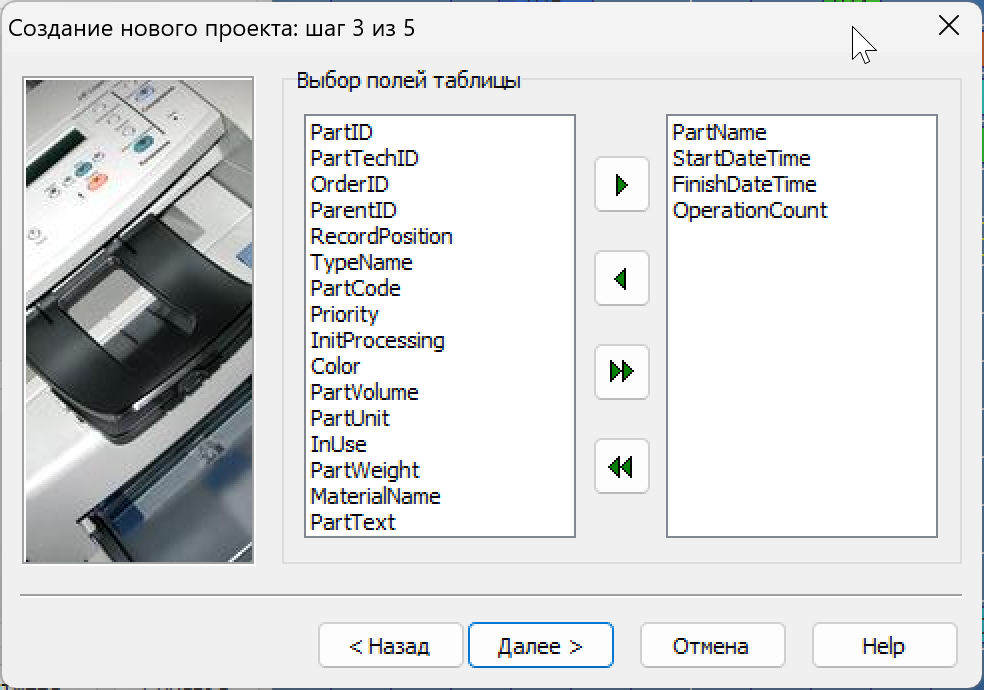 Создание нового проекта: шаг 3 из 5
Выбор полей таблицы
PartID
PartTechID
OrderID
ParentID
RecordPosition
TypeName
PartCode
Priority
InitProcessing
Color
PartVolume
PartUnit
InUse
PartWeight
MaterialName
PartText
PartName
StartDateTime
FinishDateTime
OperationCount
< Назад
Далее >
Отмена
Help